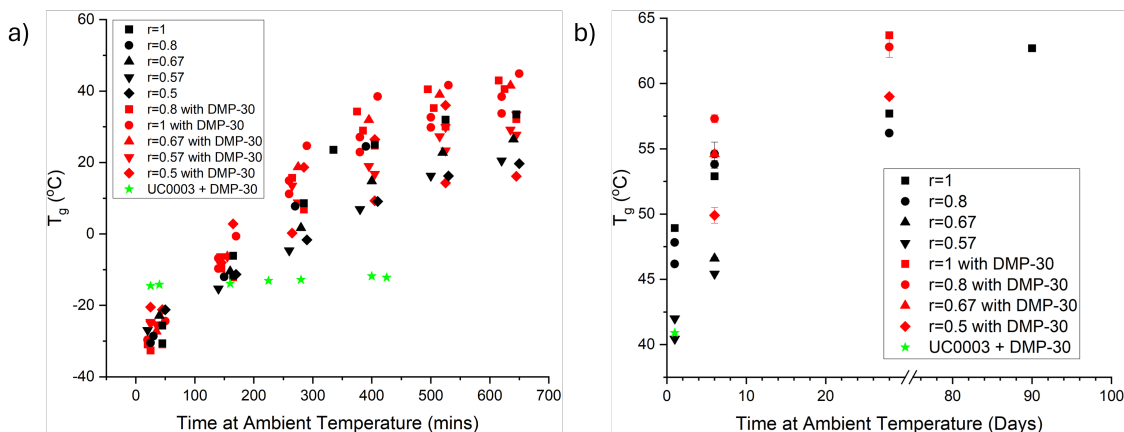 a)
60
40
20
0
-20
-40
T_g (°C)
r=1
r=0.8
r=0.67
r=0.57
r=0.5
r=0.8 with DMP-30
r=1 with DMP-30
r=0.67 with DMP-30
r=0.57 with DMP-30
r=0.5 with DMP-30
UC0003 + DMP-30
0 100 200 300 400 500 600 700
Time at Ambient Temperature (mins)
b)
65
60
55
50
45
40
T_g (°C)
r=1
r=0.8
r=0.67
r=0.57
r=1 with DMP-30
r=0.8 with DMP-30
r=0.67 with DMP-30
r=0.5 with DMP-30
UC0003 + DMP-30
0 20 80 100
Time at Ambient Temperature (Days)